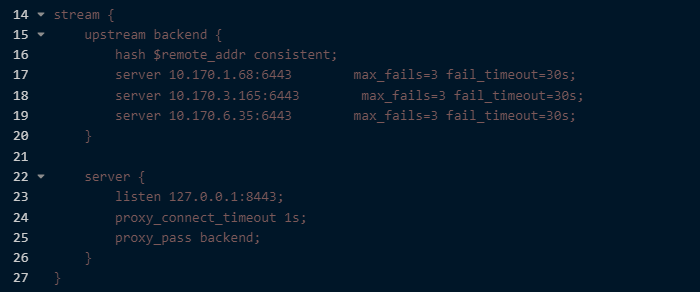 14 stream {
15     upstream backend {
16         hash $remote_addr consistent;
17         server 10.170.1.68:6443        max_fails=3 fail_timeout=30s;
18         server 10.170.3.165:6443        max_fails=3 fail_timeout=30s;
19         server 10.170.6.35:6443        max_fails=3 fail_timeout=30s;
20     }
21
22     server {
23         listen 127.0.0.1:8443;
24         proxy_connect_timeout 1s;
25         proxy_pass backend;
26     }
27 }